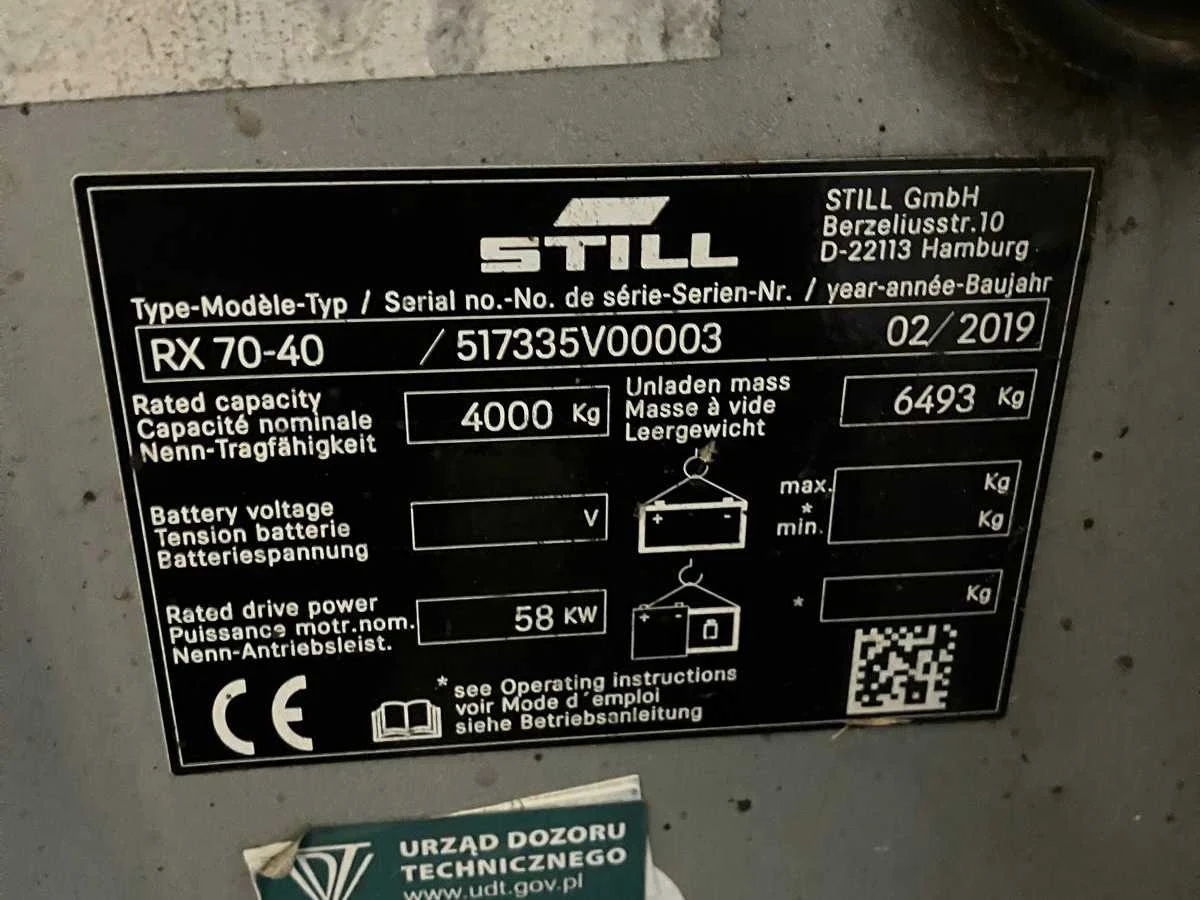 STILL
STILL GmbH
Berzeliusstr.10
D-22113 Hamburg
Type-Modèle-Typ / Serial no.-No. de série-Serien-Nr. / year-année-Baujahr
RX 70-40 / 517335V00003 02/2019
Rated capacity
Capacité nominale
Nenn-Tragfähigkeit
4000 Kg
Unladen mass
Masse à vide
Leergewicht
6493 Kg
Battery voltage
Tension batterie
Batteriespannung
V
+ -
max. Kg
*
min. Kg
Rated drive power
Puissance motr.nom.
Nenn-Antriebsleist.
58 KW
+ -
* Kg
CE
* see Operating instructions
voir Mode d'emploi
siehe Betriebsanleitung
UDT
URZĄD DOZORU
TECHNICZNEGO
www.udt.gov.pl